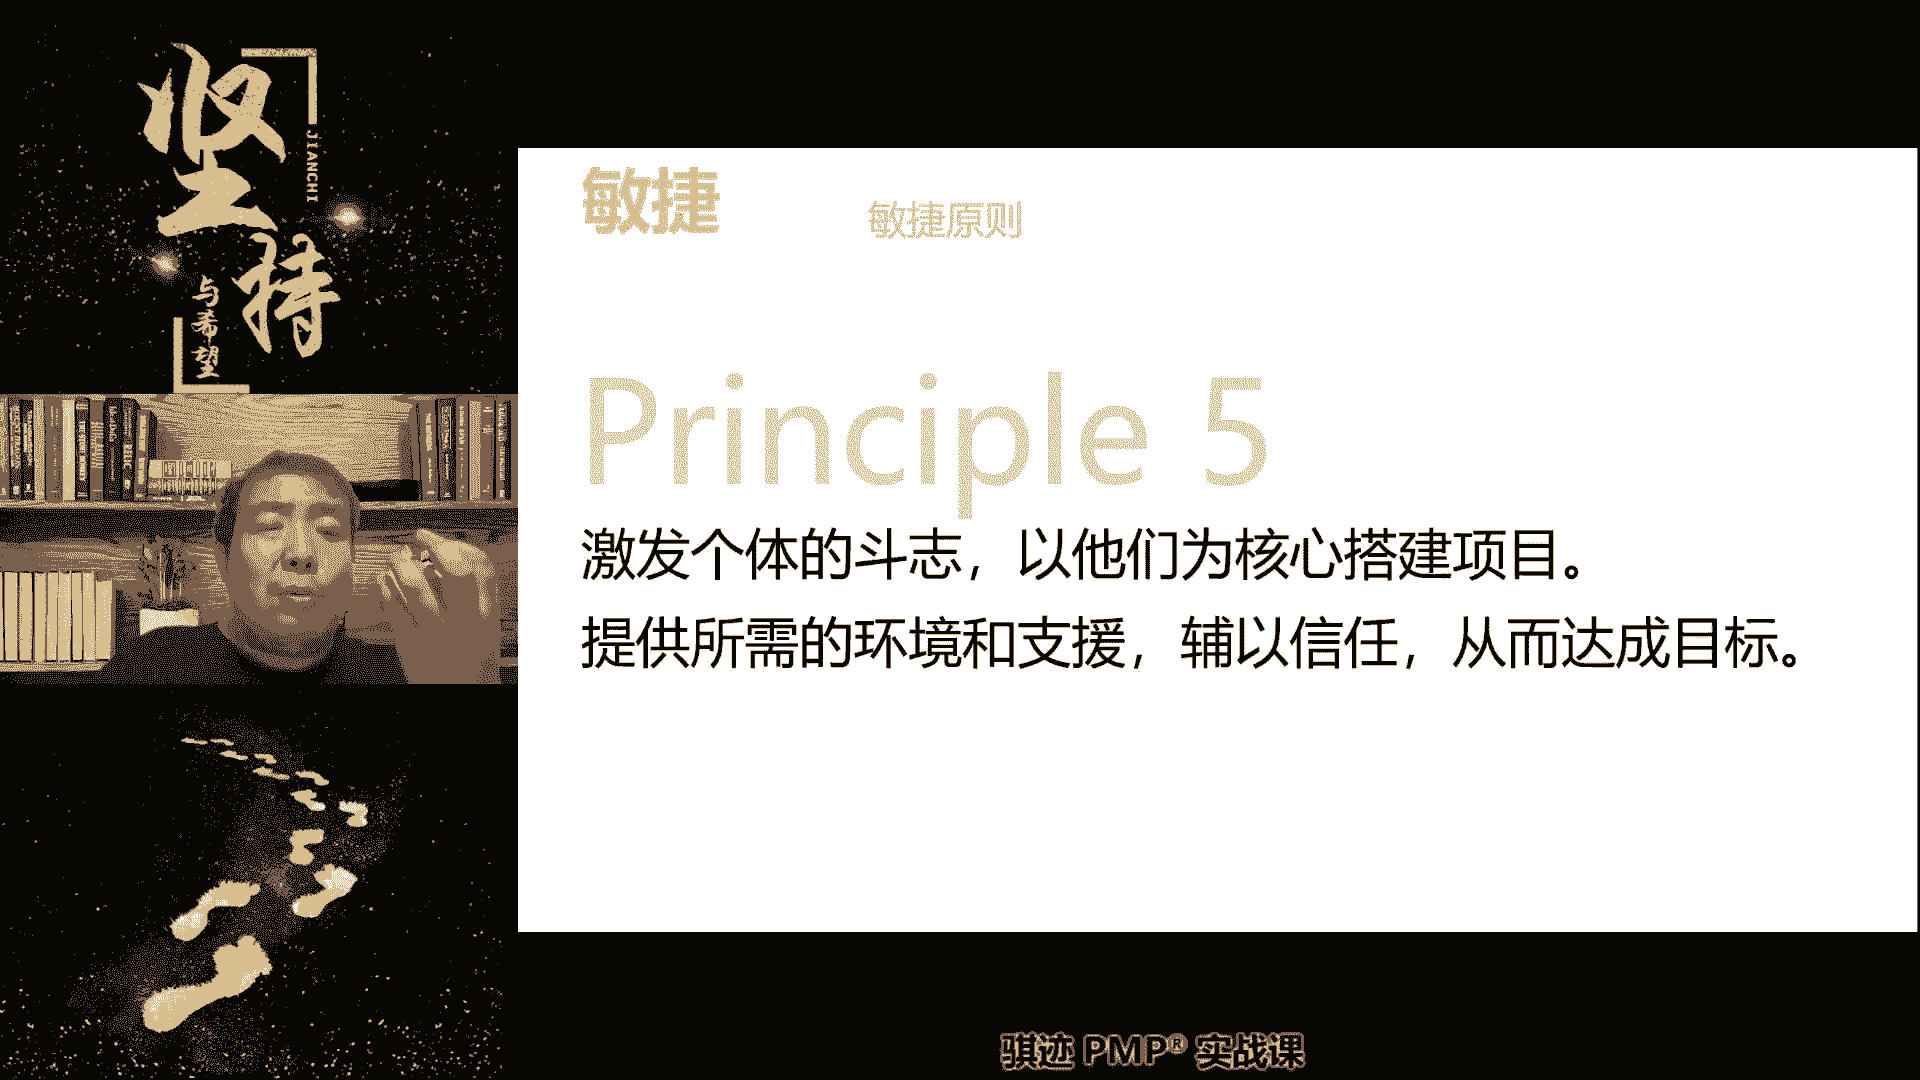 坚持
JIANCHI
与希望
敏捷
敏捷原则
Principle 5
激发个体的斗志，以他们为核心搭建项目。
提供所需的环境和支援，辅以信任，从而达成目标。
骐迹 PMP® 实战课